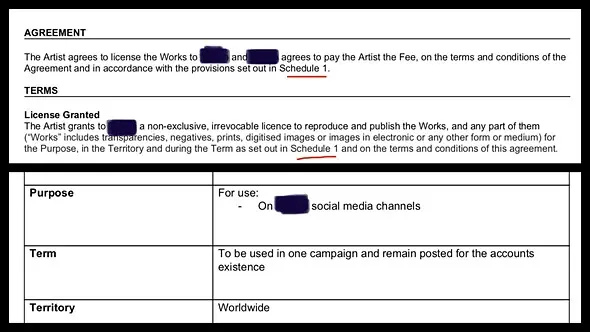 AGREEMENT
The Artist agrees to license the Works to and agrees to pay the Artist the Fee, on the terms and conditions of the
Agreement and in accordance with the provisions set out in Schedule 1.
TERMS
License Granted
The Artist grants to a non-exclusive, irrevocable licence to reproduce and publish the Works, and any part of them
(“Works” includes transparencies, negatives, prints, digitised images or images in electronic or any other form or medium) for
the Purpose, in the Territory and during the Term as set out in Schedule 1 and on the terms and conditions of this agreement.
Purpose
For use:
- On social media channels
Term
To be used in one campaign and remain posted for the accounts
existence
Territory
Worldwide